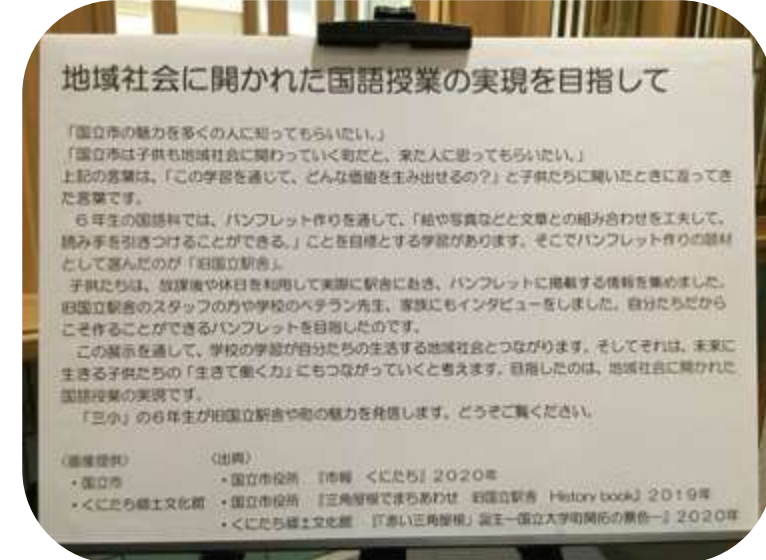 地域社会に開かれた国語授業の実現を目指して
「国立市の魅力を多くの人に知ってもらいたい。」
「国立市は子供も地域社会に関わっていく町だと、来た人に思ってもらいたい。」
上記の言葉は、「この学習を通じて、どんな価値を生み出せるの?」と子供たちに聞いたときに返ってき
た言葉です。
6年生の国語科では、パンフレット作りを通して、「絵や写真などと文章との組み合わせを工夫して、
読み手を引きつけることができる。」ことを目標とする学習があります。そこでパンフレット作りの題材
として選んだのが「旧国立駅舎」。
子供たちは、放課後や休日を利用して実際に駅舎に赴き、パンフレットに掲載する情報を集めました。
旧国立駅舎のスタッフの方や学校のベテラン先生、家族にもインタビューをしました。自分たちだから
こそ作ることができるパンフレットを目指したのです。
この展示を通して、学校の学習が自分たちの生活する地域社会とつながります。そしてそれは、未来に
生きる子供たちの「生きて働く力」にもつながっていくと考えます。目指したのは、地域社会に開かれた
国語授業の実現です。
「三小」の6年生が旧国立駅舎や町の魅力を発信します。どうぞご覧ください。
〈画像提供〉 〈出典〉
・国立市 ・国立市役所 『市報 くにたち』2020年
・くにたち郷土文化館 ・国立市役所 『三角屋根でまちあわせ 旧国立駅舎 History book』2019年
・くにたち郷土文化館 『「赤い三角屋根」誕生ー国立大学町開拓の景色ー』2020年